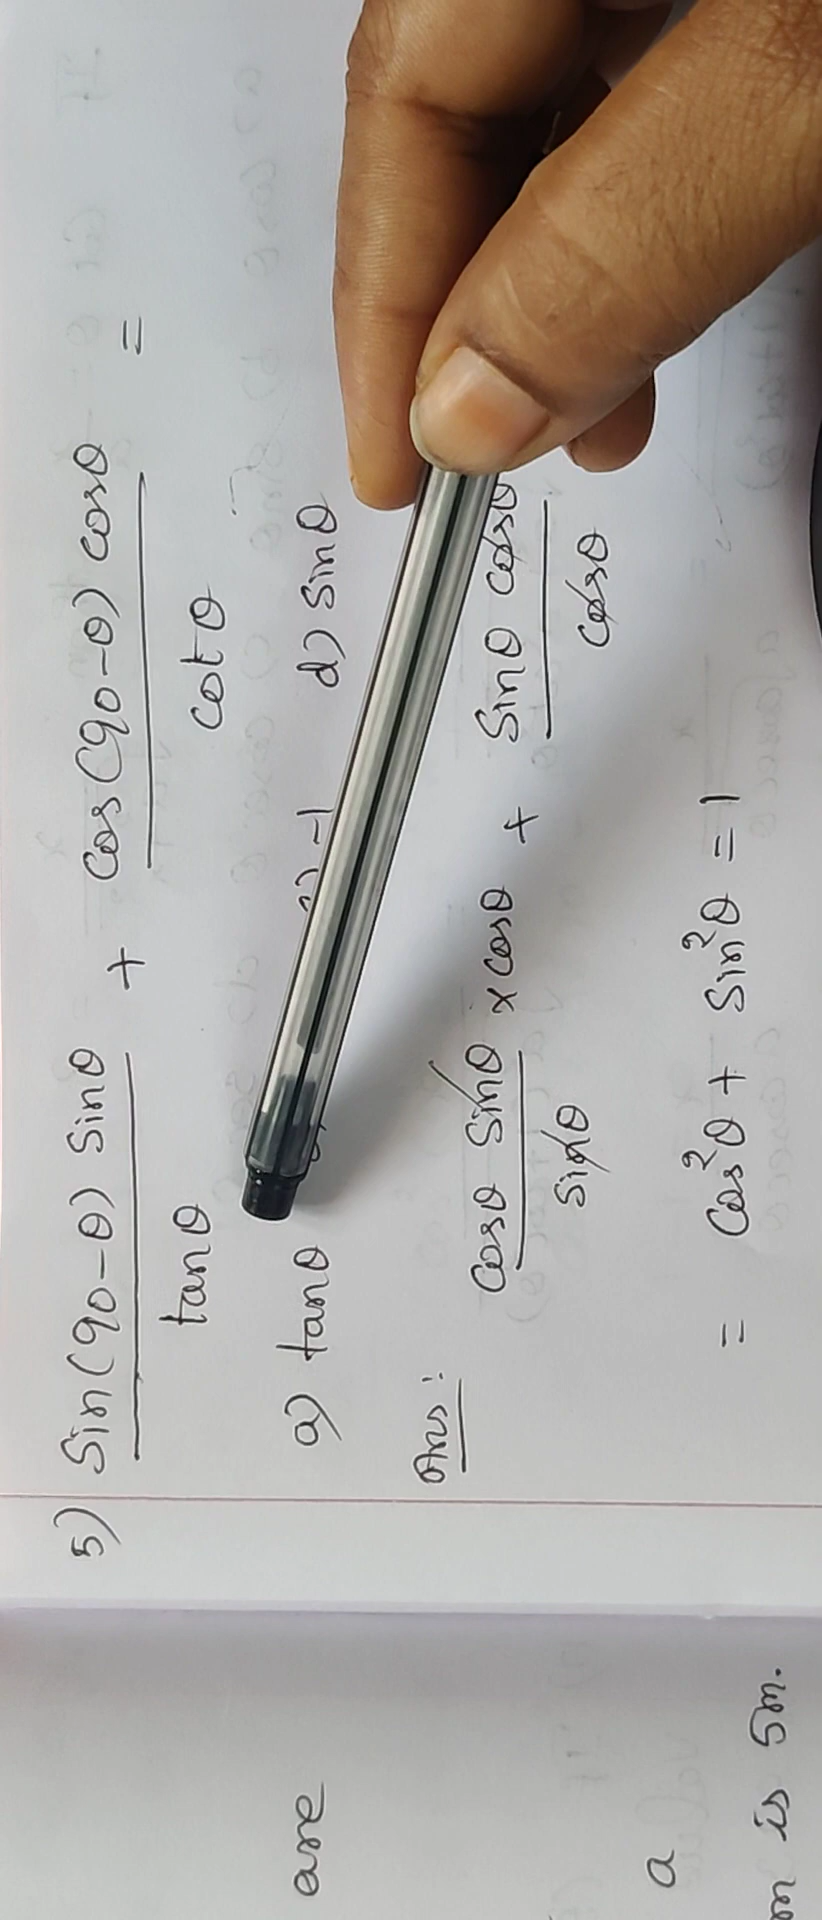 5) Sin(90-θ) Sinθ + cos(90-θ) cosθ =
tanθ cotθ
a) tanθ -1 d) Sinθ
Ans:
cosθ Sinθ x cosθ + Sinθ cosθ
Sinθ cosθ
= cos²θ + Sin²θ = 1
are
a
m is 5m.